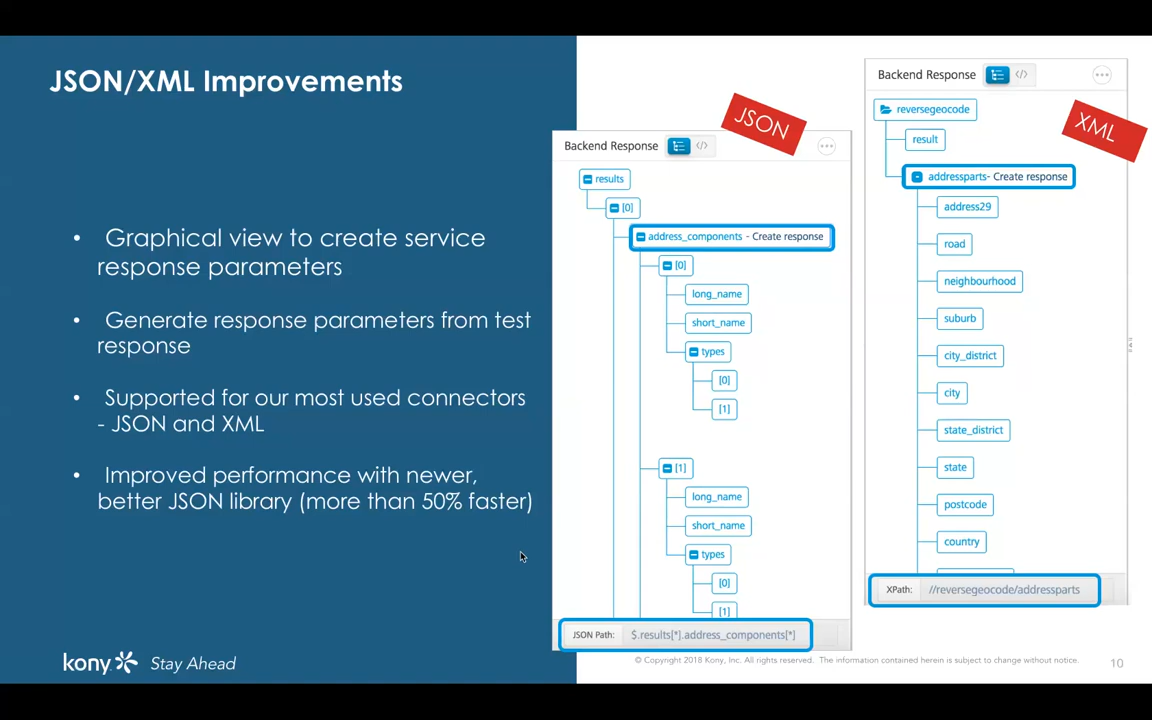 JSON/XML Improvements
• Graphical view to create service
response parameters
• Generate response parameters from test
response
• Supported for our most used connectors
- JSON and XML
• Improved performance with newer,
better JSON library (more than 50% faster)
kony Stay Ahead
JSON
Backend Response </> ...
results
[0]
address_components - Create response
[0]
long_name
short_name
types
[0]
[1]
[1]
long_name
short_name
types
[0]
[1]
JSON Path: $.results[*].address_components[*]
XML
Backend Response </> ...
reversegeocode
result
addressparts- Create response
address29
road
neighbourhood
suburb
city_district
city
state_district
state
postcode
country
XPath: //reversegeocode/addressparts
© Copyright 2018 Kony, Inc. All rights reserved. The information contained herein is subject to change without notice.
10